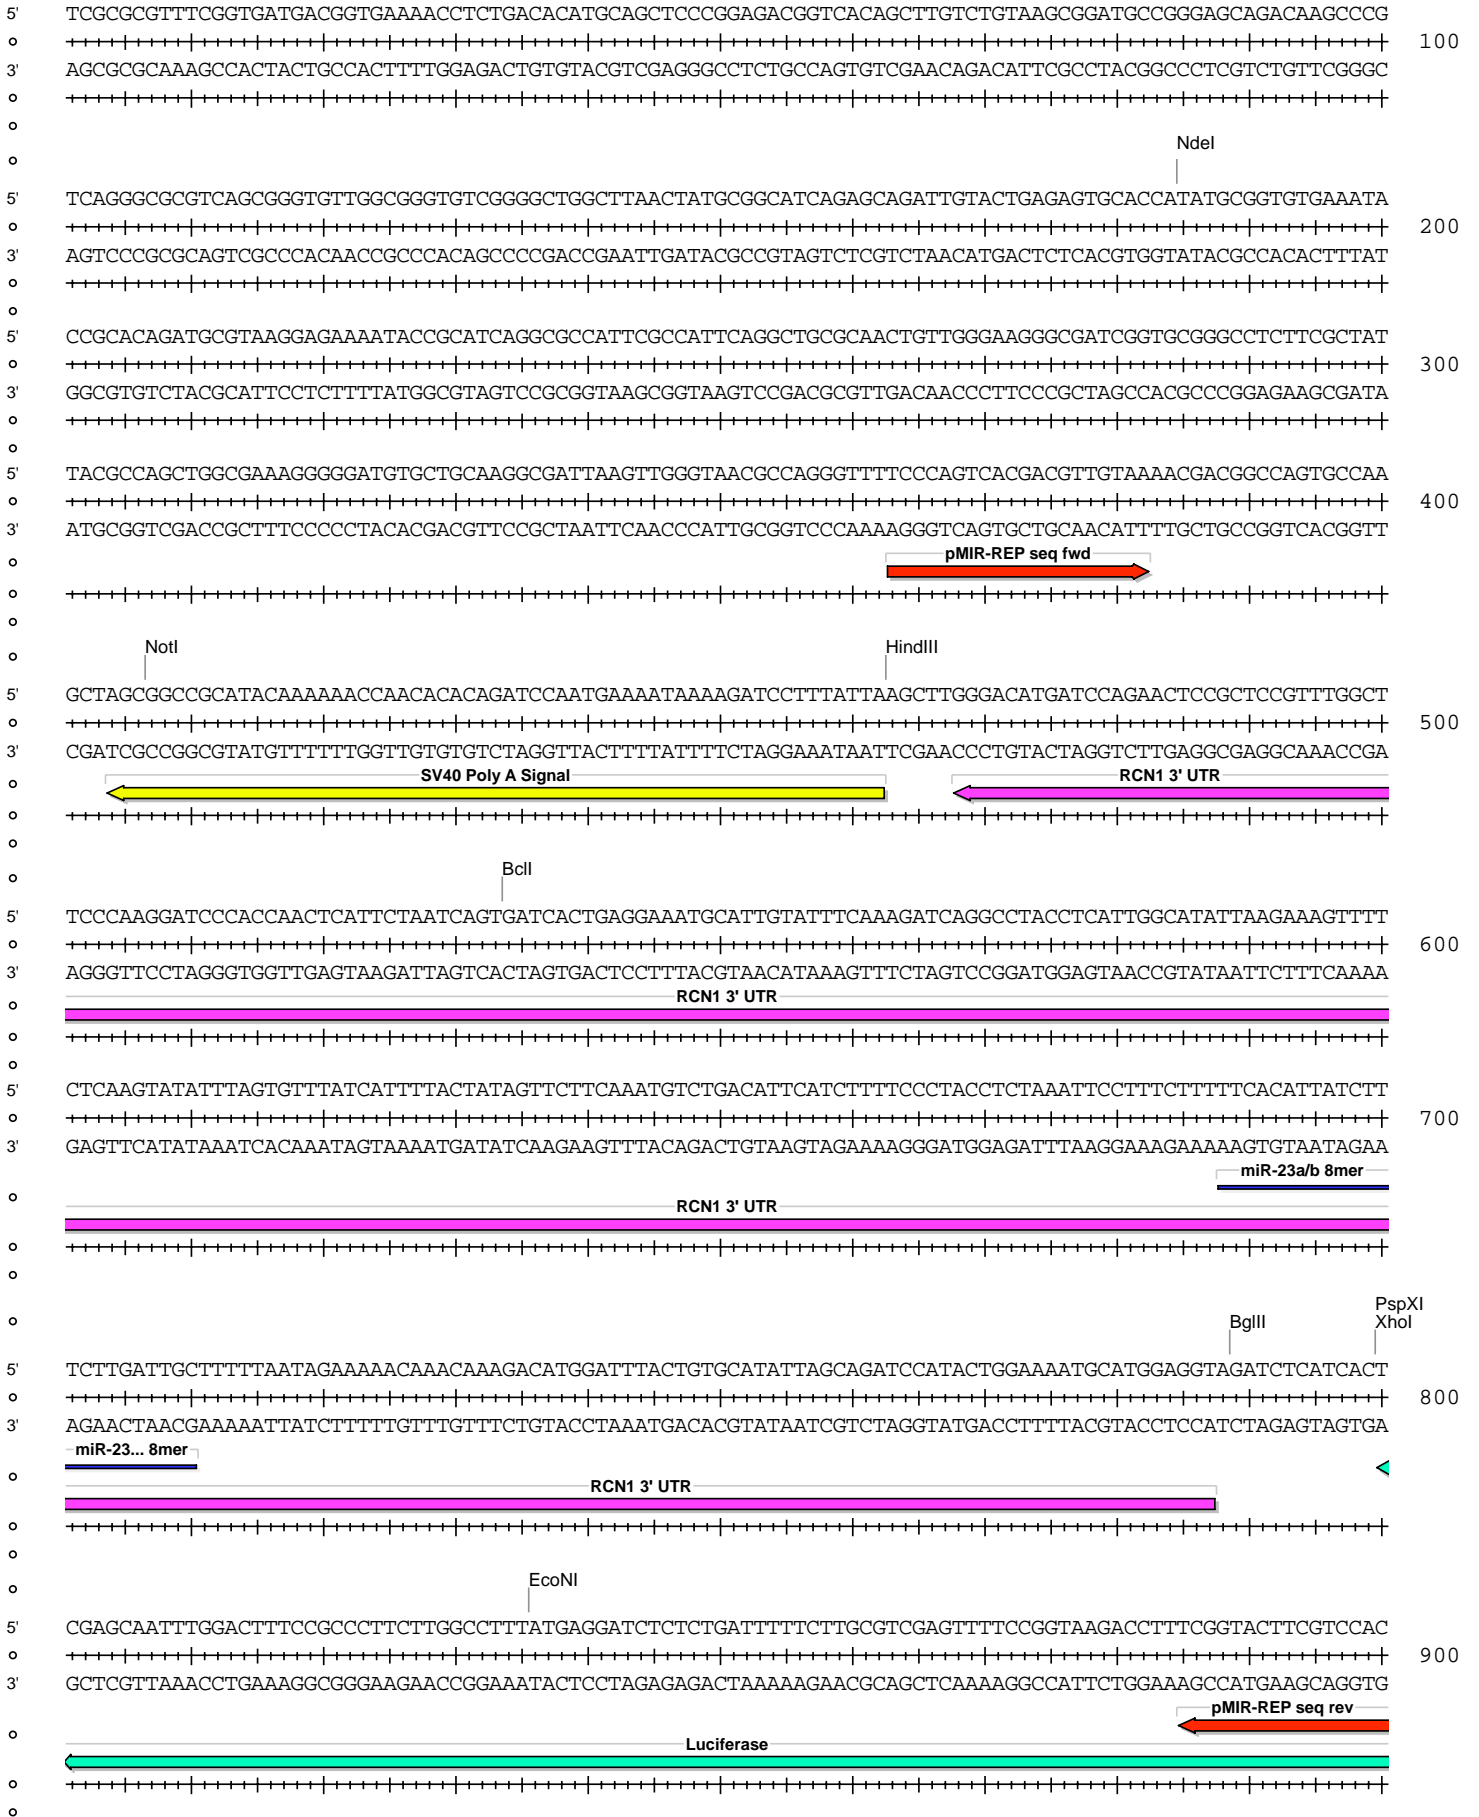 5' TCGCGCGTTTCGGTGATGACGGTGAAAACCTCTGACACATGCAGCTCCCGGAGACGGTCACAGCTTGTCTGTAAGCGGATGCCGGGAGCAGACAAGCCCG
100
3' AGCGCGCAAAGCCACTACTGCCACTTTTGGAGACTGTGTACGTCGAGGGCCTCTGCCAGTGTCGAACAGACATTCGCCTACGGCCCTCGTCTGTTCGGGC
NdeI
5' TCAGGGCGCGTCAGCGGGTGTTGGCGGGTGTCGGGGCTGGCTTAACTATGCGGCATCAGAGCAGATTGTACTGAGAGTGCACCATATGCGGTGTGAAATA
200
3' AGTCCCGCGCAGTCGCCCACAACCGCCCACAGCCCCGACCGAATTGATACGCCGTAGTCTCGTCTAACATGACTCTCACGTGGTATACGCCACACTTTAT
5' CCGCACAGATGCGTAAGGAGAAAATACCGCATCAGGCGCCATTCGCCATTCAGGCTGCGCAACTGTTGGGAAGGGCGATCGGTGCGGGCCTCTTCGCTAT
300
3' GGCGTGTCTACGCATTCCTCTTTTATGGCGTAGTCCGCGGTAAGCGGTAAGTCCGACGCGTTGACAACCCTTCCCGCTAGCCACGCCCGGAGAAGCGATA
5' TACGCCAGCTGGCGAAAGGGGGATGTGCTGCAAGGCGATTAAGTTGGGTAACGCCAGGGTTTTCCCAGTCACGACGTTGTAAAACGACGGCCAGTGCCAA
400
3' ATGCGGTCGACCGCTTTCCCCCTACACGACGTTCCGCTAATTCAACCCATTGCGGTCCCAAAAGGGTCAGTGCTGCAACATTTTGCTGCCGGTCACGGTT
pMIR-REP seq fwd
NotI HindIII
5' GCTAGCGGCCGCATACAAAAAACCAACACACAGATCCAATGAAAATAAAAGATCCTTTATTAAGCTTGGGACATGATCCAGAACTCCGCTCCGTTTGGCT
500
3' CGATCGCCGGCGTATGTTTTTTGGTTGTGTGTCTAGGTTACTTTTATTTTCTAGGAAATAATTCGAACCCTGTACTAGGTCTTGAGGCGAGGCAAACCGA
SV40 Poly A Signal RCN1 3' UTR
BclI
5' TCCCAAGGATCCCACCAACTCATTCTAATCAGTGATCACTGAGGAAATGCATTGTATTTCAAAGATCAGGCCTACCTCATTGGCATATTAAGAAAGTTTT
600
3' AGGGTTCCTAGGGTGGTTGAGTAAGATTAGTCACTAGTGACTCCTTTACGTAACATAAAGTTTCTAGTCCGGATGGAGTAACCGTATAATTCTTTCAAAA
RCN1 3' UTR
5' CTCAAGTATATTTAGTGTTTATCATTTTACTATAGTTCTTCAAATGTCTGACATTCATCTTTTCCCTACCTCTAAATTCCTTTCTTTTTCACATTATCTT
700
3' GAGTTCATATAAATCACAAATAGTAAAATGATATCAAGAAGTTTACAGACTGTAAGTAGAAAAGGGATGGAGATTTAAGGAAAGAAAAAGTGTAATAGAA
miR-23a/b 8mer
RCN1 3' UTR
PspXI
BglII XhoI
5' TCTTGATTGCTTTTTAATAGAAAAACAAACAAAGACATGGATTTACTGTGCATATTAGCAGATCCATACTGGAAAATGCATGGAGGTAGATCTCATCACT
800
3' AGAACTAACGAAAAATTATCTTTTTGTTTGTTTCTGTACCTAAATGACACGTATAATCGTCTAGGTATGACCTTTTACGTACCTCCATCTAGAGTAGTGA
miR-23... 8mer
RCN1 3' UTR
EcoNI
5' CGAGCAATTTGGACTTTCCGCCCTTCTTGGCCTTTATGAGGATCTCTCTGATTTTTCTTGCGTCGAGTTTTCCGGTAAGACCTTTCGGTACTTCGTCCAC
900
3' GCTCGTTAAACCTGAAAGGCGGGAAGAACCGGAAATACTCCTAGAGAGACTAAAAAGAACGCAGCTCAAAAGGCCATTCTGGAAAGCCATGAAGCAGGTG
pMIR-REP seq rev
Luciferase